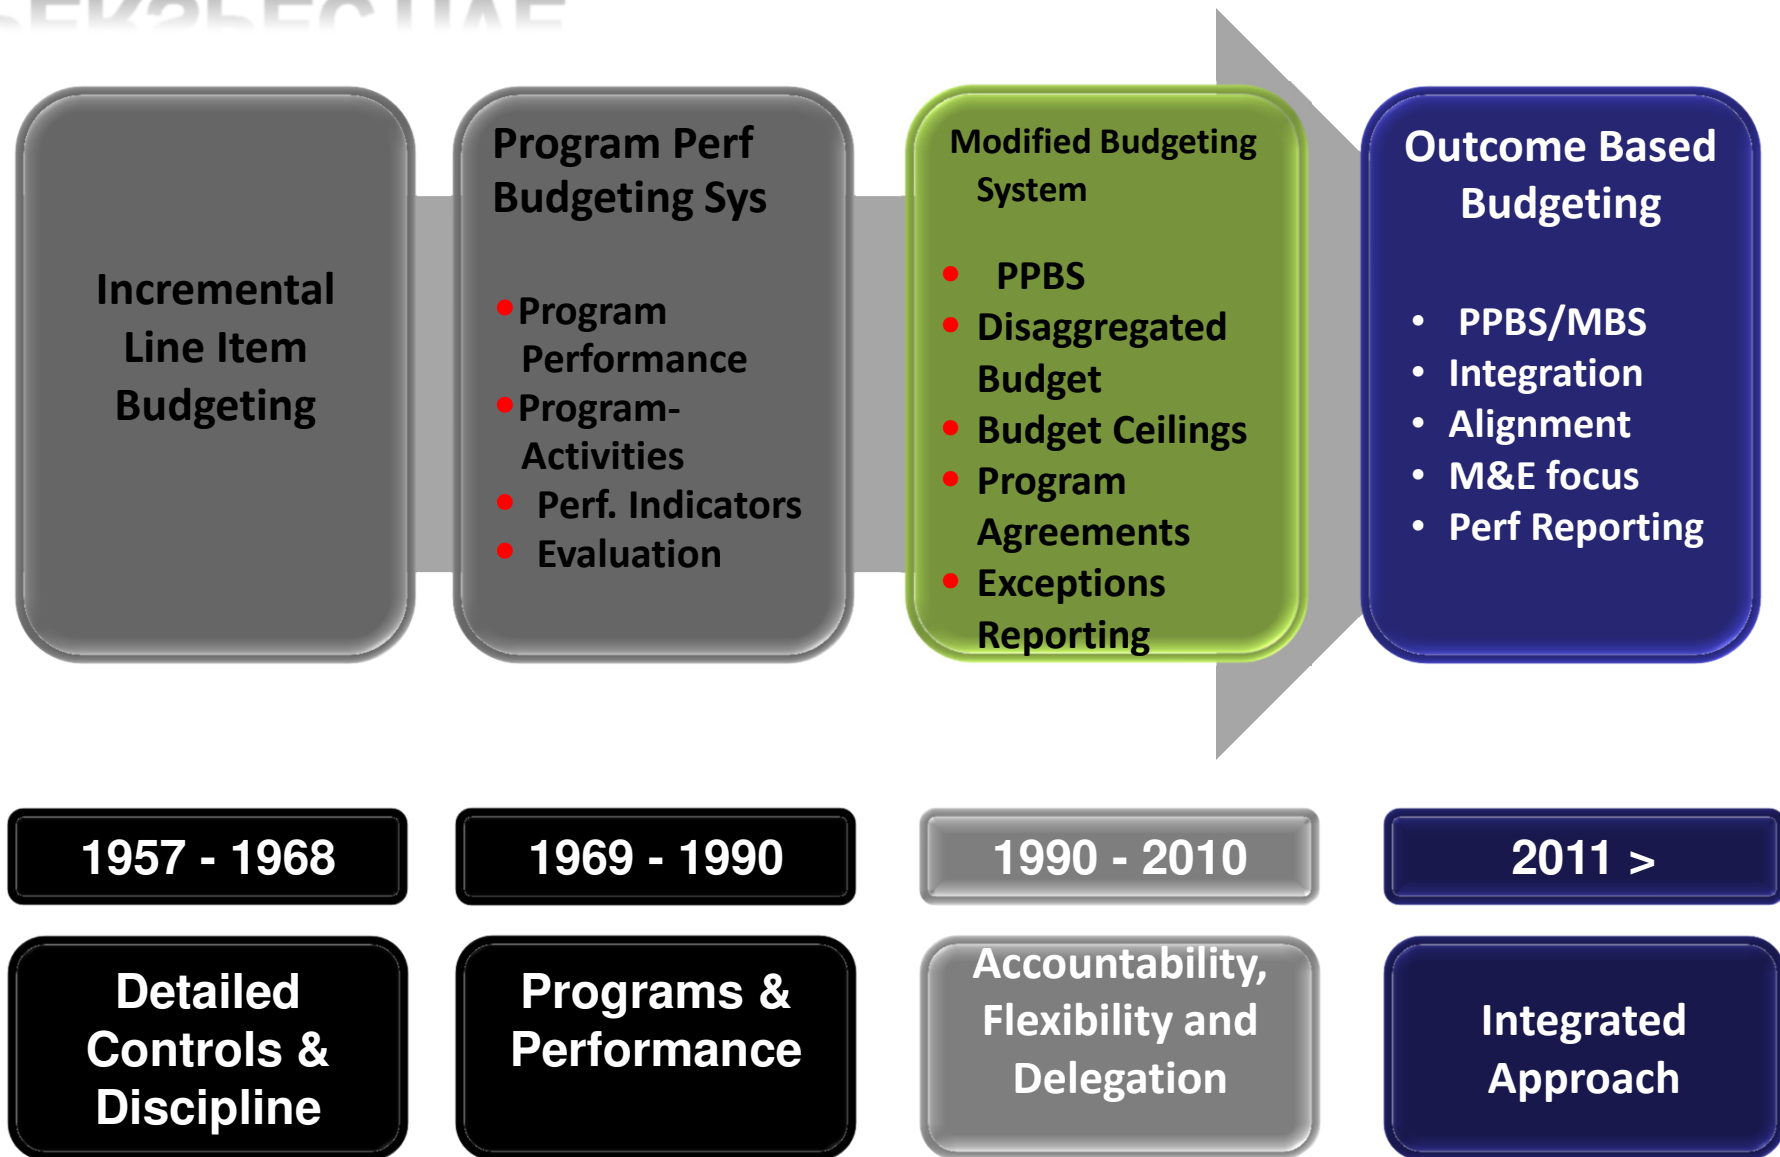 Incremental
Line Item
Budgeting
Program Perf
Budgeting Sys
•Program
Performance
•Program-
Activities
• Perf. Indicators
• Evaluation
Modified Budgeting
System
• PPBS
• Disaggregated
Budget
• Budget Ceilings
• Program
Agreements
• Exceptions
Reporting
Outcome Based
Budgeting
• PPBS/MBS
• Integration
• Alignment
• M&E focus
• Perf Reporting
1957 - 1968
1969 - 1990
1990 - 2010
2011 >
Detailed
Controls &
Discipline
Programs &
Performance
Accountability,
Flexibility and
Delegation
Integrated
Approach